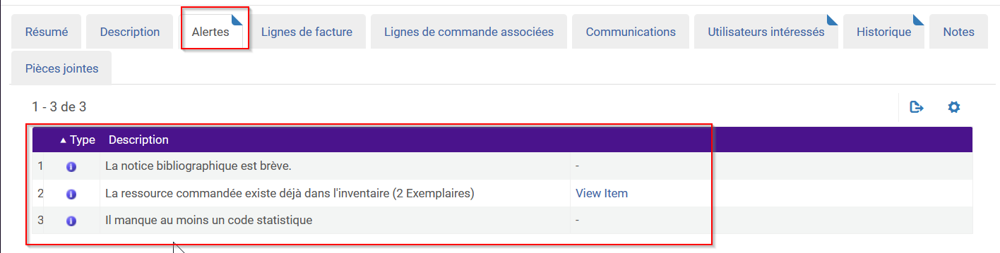 Résumé Description Alertes Lignes de facture Lignes de commande associées Communications Utilisateurs intéressés Historique Notes
Pièces jointes
1 - 3 de 3
Type Description
1 La notice bibliographique est brève. -
2 La ressource commandée existe déjà dans l'inventaire (2 Exemplaires) View Item
3 Il manque au moins un code statistique -